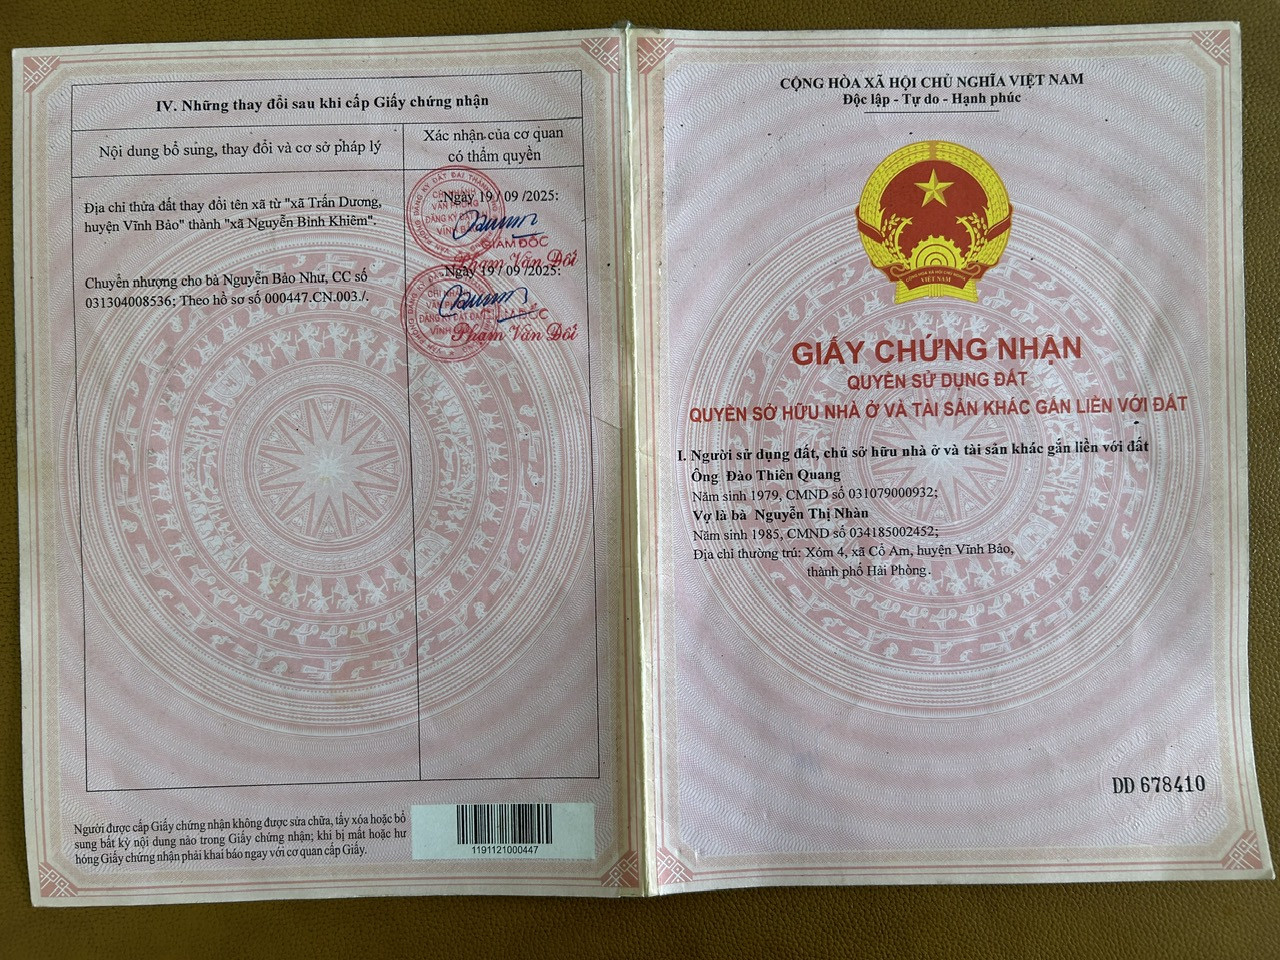 IV. Những thay đổi sau khi cấp Giấy chứng nhận
Nội dung bổ sung, thay đổi và cơ sở pháp lý
Xác nhận của cơ quan
có thẩm quyền
Địa chỉ thửa đất thay đổi tên xã từ "xã Trấn Dương,
huyện Vĩnh Bảo" thành "xã Nguyễn Bỉnh Khiêm".
Ngày 19 / 09 /2025:
GIÁM ĐỐC
Phạm Văn Đối
Chuyển nhượng cho bà Nguyễn Bảo Như, CC số
031304008536; Theo hồ sơ số 000447.CN.003./.
Ngày 19 / 09 /2025:
Phạm Văn Đối
Người được cấp Giấy chứng nhận không được sửa chữa, tẩy xóa hoặc bổ
sung bất kỳ nội dung nào trong Giấy chứng nhận; khi bị mất hoặc hư
hỏng Giấy chứng nhận phải khai báo ngay với cơ quan cấp Giấy.
1191121000447
CỘNG HÒA XÃ HỘI CHỦ NGHĨA VIỆT NAM
Độc lập - Tự do - Hạnh phúc
VIỆT NAM
GIẤY CHỨNG NHẬN
QUYỀN SỬ DỤNG ĐẤT
QUYỀN SỞ HỮU NHÀ Ở VÀ TÀI SẢN KHÁC GẮN LIỀN VỚI ĐẤT
I. Người sử dụng đất, chủ sở hữu nhà ở và tài sản khác gắn liền với đất
Ông Đào Thiên Quang
Năm sinh 1979, CMND số 031079000932;
Vợ là bà Nguyễn Thị Nhàn
Năm sinh 1985, CMND số 034185002452;
Địa chỉ thường trú: Xóm 4, xã Cổ Am, huyện Vĩnh Bảo,
thành phố Hải Phòng.
DD 678410